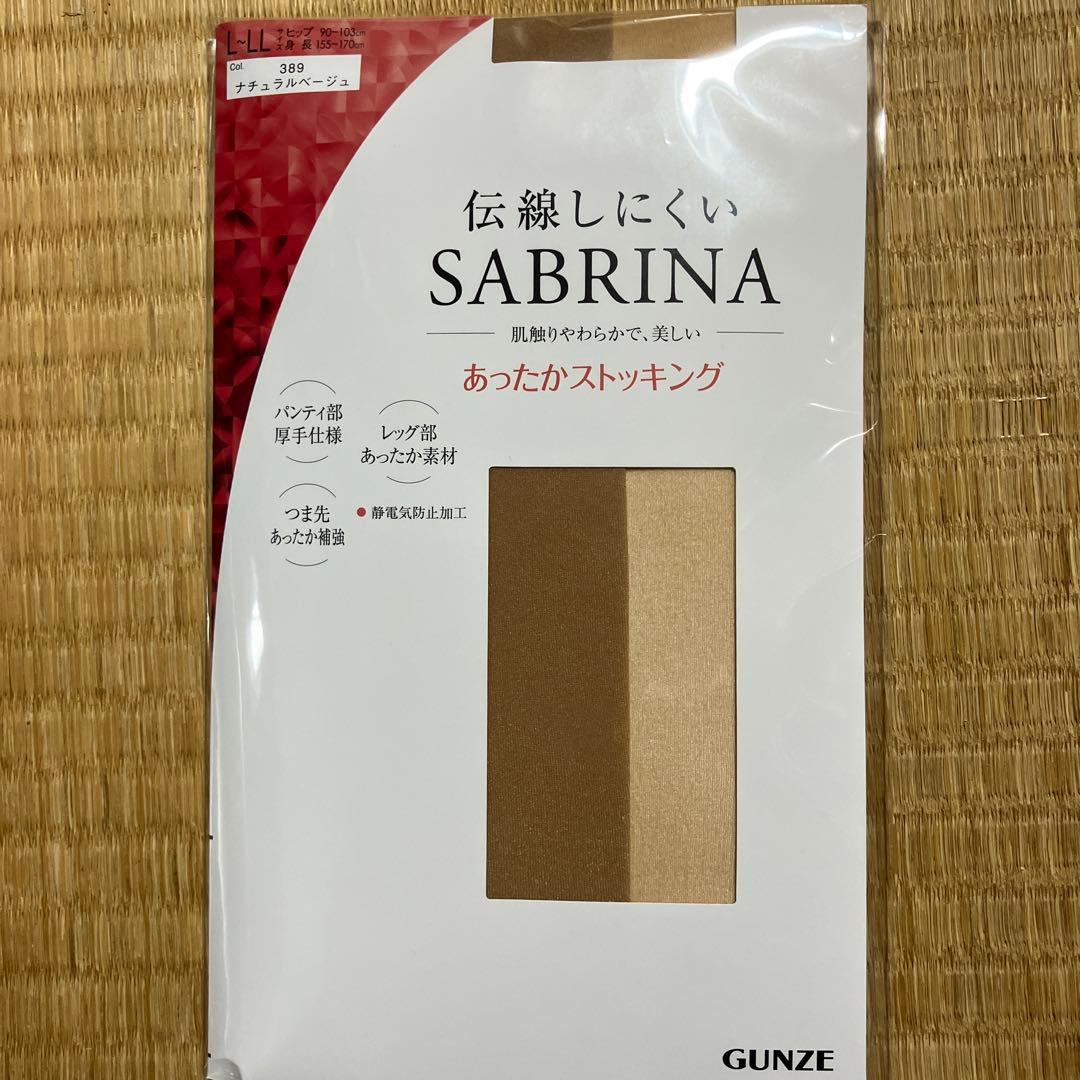 L~LL サイズ ヒップ 90~103cm
身長 155~170cm
Col. 389
ナチュラルベージュ
伝線しにくい
SABRINA
肌触りやわらかで、美しい
あったかストッキング
パンティ部
厚手仕様
レッグ部
あったか素材
つま先
あったか補強
● 静電気防止加工
GUNZE